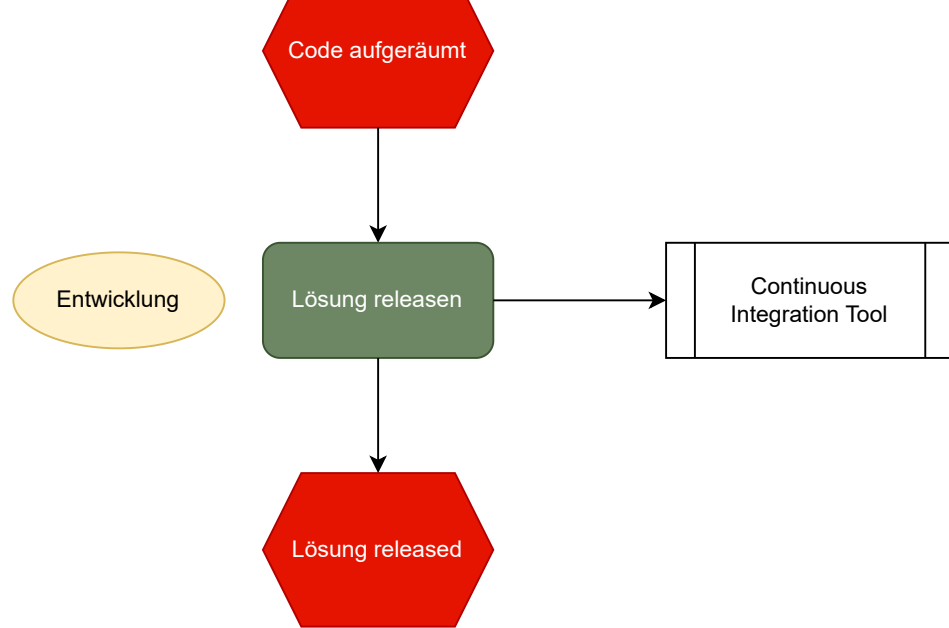 Code aufgeräumt
Entwicklung
Lösung releasen
Continuous
Integration Tool
Lösung released